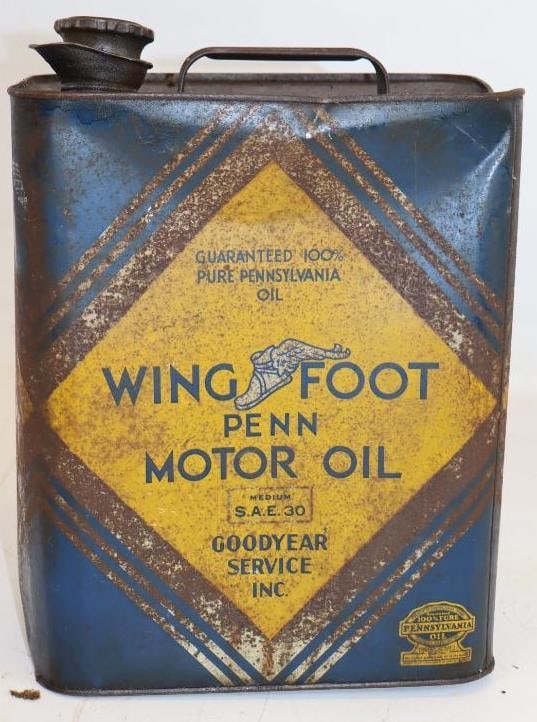 GUARANTEED 100%
PURE PENNSYLVANIA
OIL
WING FOOT
PENN
MOTOR OIL
MEDIUM
S.A.E. 30
GOODYEAR
SERVICE
INC.
100% PURE
PENNSYLVANIA
OIL